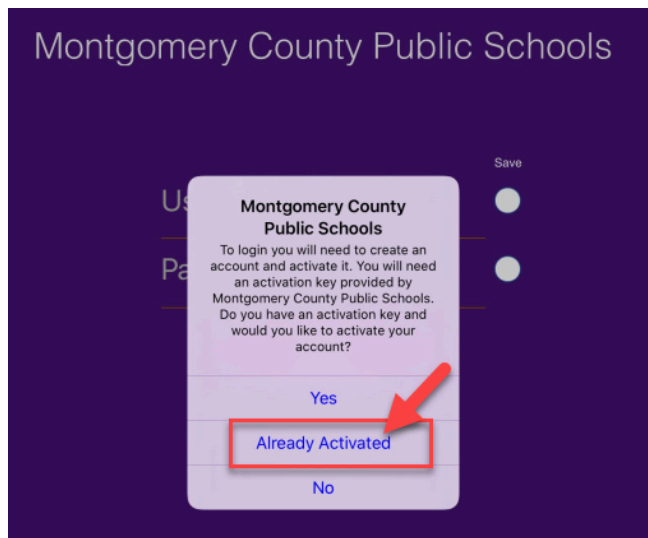 Montgomery County Public Schools
Save
Us
Montgomery County
Public Schools
To login you will need to create an
account and activate it. You will need
an activation key provided by
Montgomery County Public Schools.
Do you have an activation key and
would you like to activate your
account?
Pa
Yes
Already Activated
No